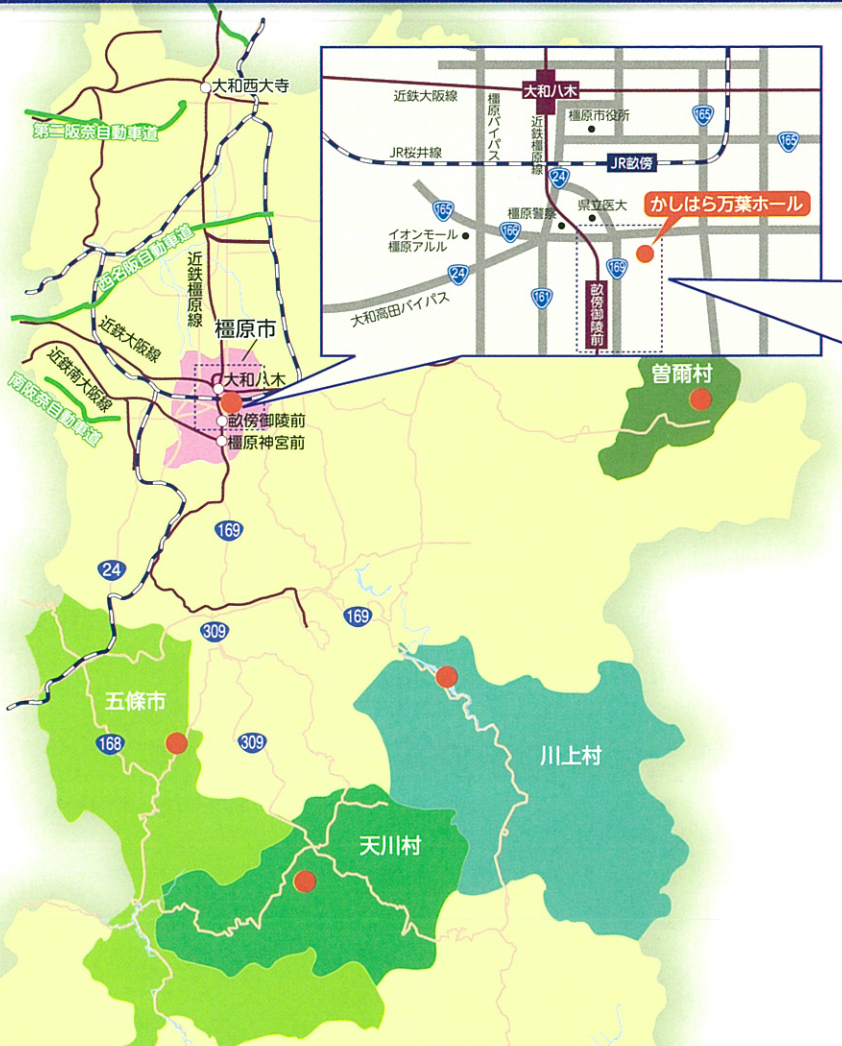 大和西大寺
第二阪奈自動車道
西名阪自動車道
近鉄橿原線
橿原市
近鉄大阪線
近鉄南大阪線
南阪奈自動車道
大和八木
畝傍御陵前
橿原神宮前
近鉄大阪線
橿原バイパス
大和八木
近鉄橿原線
橿原市役所
165
165
JR桜井線
JR畝傍
24
165
橿原警察
県立医大
かしはら万葉ホール
イオンモール
橿原アルル
166
24
169
161
畝傍御陵前
大和高田バイパス
曽爾村
169
24
309
169
五條市
168
309
川上村
天川村